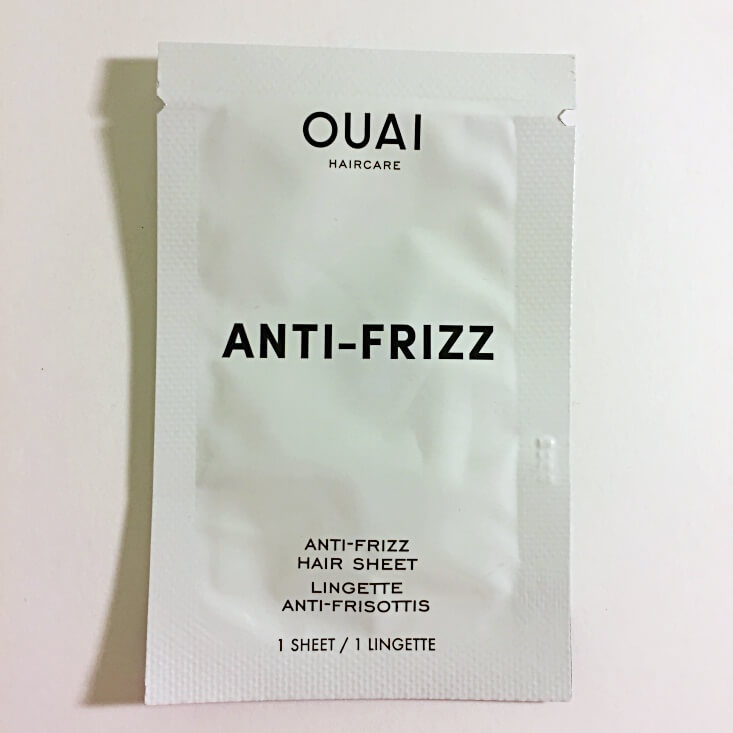 OUAI
HAIRCARE
ANTI-FRIZZ
ANTI-FRIZZ
HAIR SHEET
LINGETTE
ANTI-FRISOTTIS
1 SHEET / 1 LINGETTE